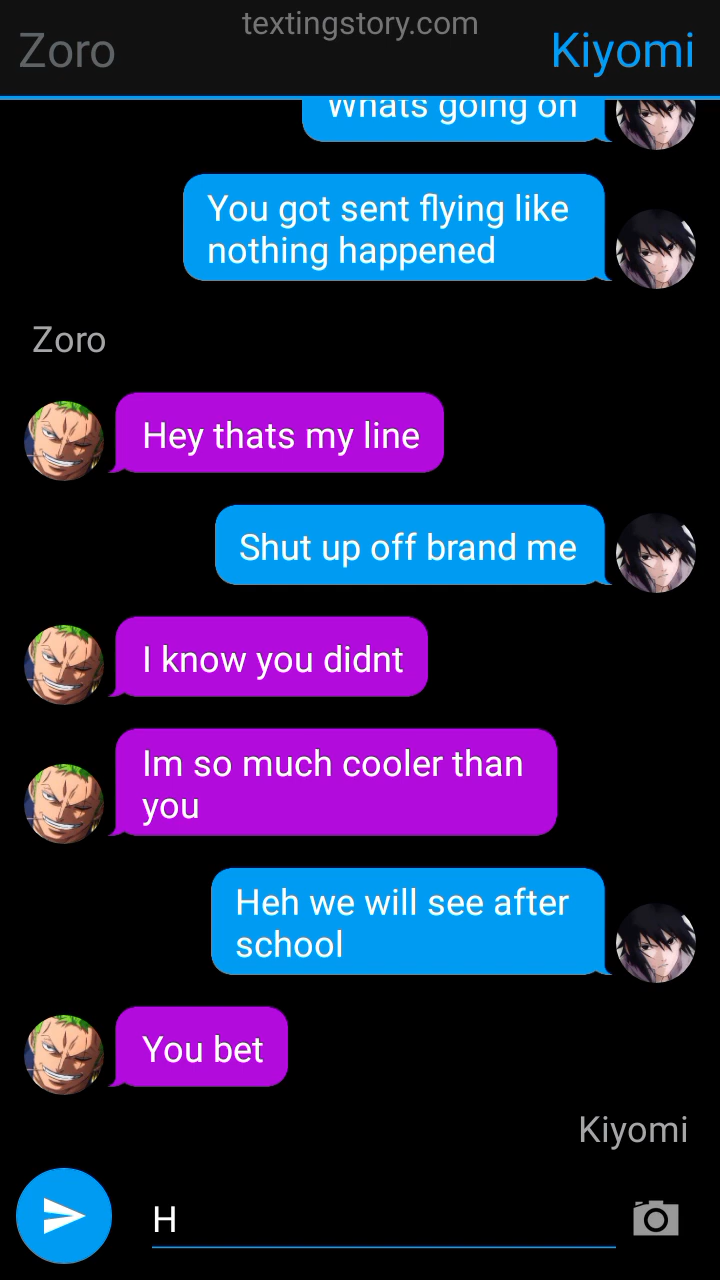 textingstory.com
Zoro
Kiyomi
Whats going on
You got sent flying like
nothing happened
Zoro
Hey thats my line
Shut up off brand me
I know you didnt
Im so much cooler than
you
Heh we will see after
school
You bet
Kiyomi
H